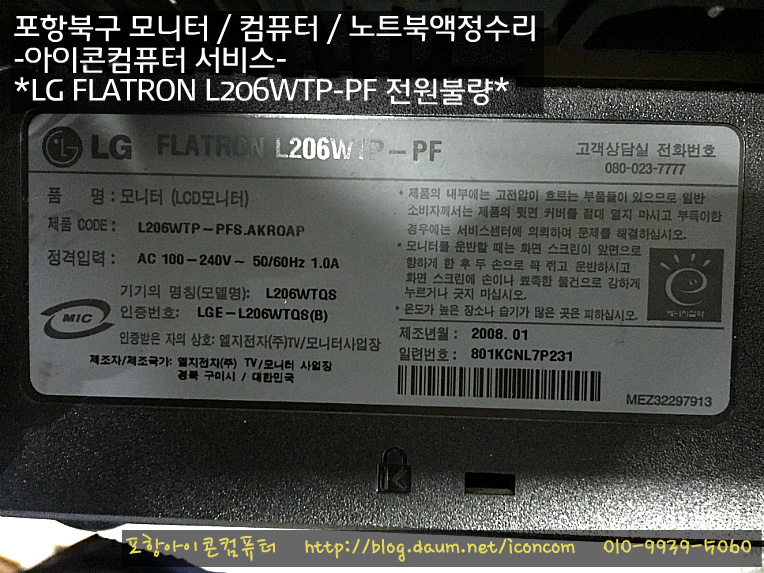 포항북구 모니터 / 컴퓨터 / 노트북액정수리
-아이콘컴퓨터 서비스-
*LG FLATRON L206WTP-PF 전원불량*
LG FLATRON L206WTP-PF
고객상담실 전화번호
080-023-7777
품 명: 모니터 (LCD모니터)
제품 CODE: L206WTP-PFS.AKROAP
정격입력: AC 100-240V~ 50/60Hz 1.0A
기기의 명칭(모델명): L206WTQS
MIC
인증번호: LGE-L206WTQS(B)
인증받은 자의 상호: 엘지전자(주)TV/모니터사업장
제조자/제조국가: 엘지전자(주) TV/모니터 사업장
경북 구미시 / 대한민국
* 제품의 내부에는 고전압이 흐르는 부품들이 있으므로 일반
소비자께서는 제품의 뒷면 커버를 절대 열지 마시고 부득이한
경우에는 서비스센터에 의뢰하여 문제를 해결하십시오.
* 모니터를 운반할 때는 화면 스크린이 앞면으로
향하게 한 후 두 손으로 꼭 쥐고 운반하시고
화면 스크린에 손이나 뾰족한 물건으로 강하게
누르거나 긋지 마십시오.
* 온도가 높은 장소나 습기가 많은 곳은 피하십시오.
에너지절약
제조년월: 2008. 01
일련번호: 801KCNL7P231
MEZ32297913
K
포항아이콘컴퓨터 http://blog.daum.net/iconcom 010-9939-5060